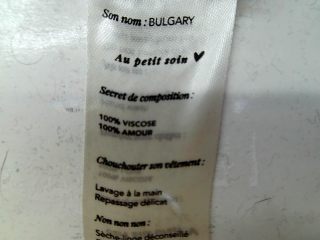 Son nom : BULGARY
Au petit soin ♥
Secret de composition :
100% VISCOSE
100% AMOUR
Chouchouter son vêtement :
Lavage à la main
Repassage délicat
Non non non :
Sèche-linge déconseillé